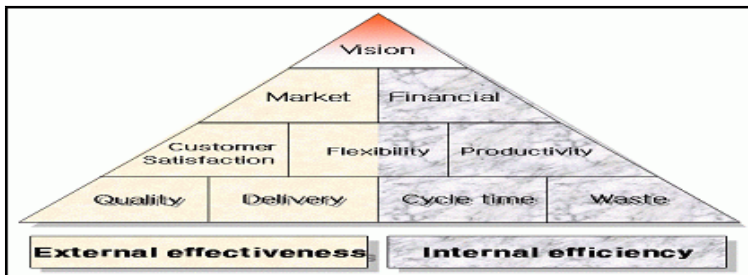 Vision
Market Financial
Customer Satisfaction Flexibility Productivity
Quality Delivery Cycle time Waste
External effectiveness Internal efficiency